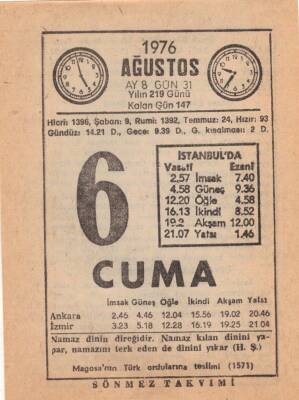 1976
AĞUSTOS
AY 8 GÜN 31
Yılın 219 Günü
Kalan Gün 147
Hicri: 1396, Şaban: 9, Rumi: 1392, Temmuz: 24, Hızır: 93
Gündüz: 14.21 D., Gece: 9.39 D., G. kısalması: 2 D.
6
İSTANBUL'DA
Vasati Ezani
2.57 İmsak 7.40
4.58 Güneş 9.36
12.20 Öğle 4.58
16.13 İkindi 8.52
19.2 Akşam 12.00
21.07 Yatsı 1.46
CUMA
İmsak Güneş Öğle İkindi Akşam Yatsı
Ankara 2.45 4.46 12.04 15.56 19.02 20.46
İzmir 3.23 5.18 12.28 16.19 19.25 21.04
Namaz dinin direğidir. Namaz kılan dinini ya-
par, namazını terk eden de dinini yıkar (H. Ş.)
Magosa'nın Türk ordularına teslimi (1571)
SÖNMEZ TAKVİMİ